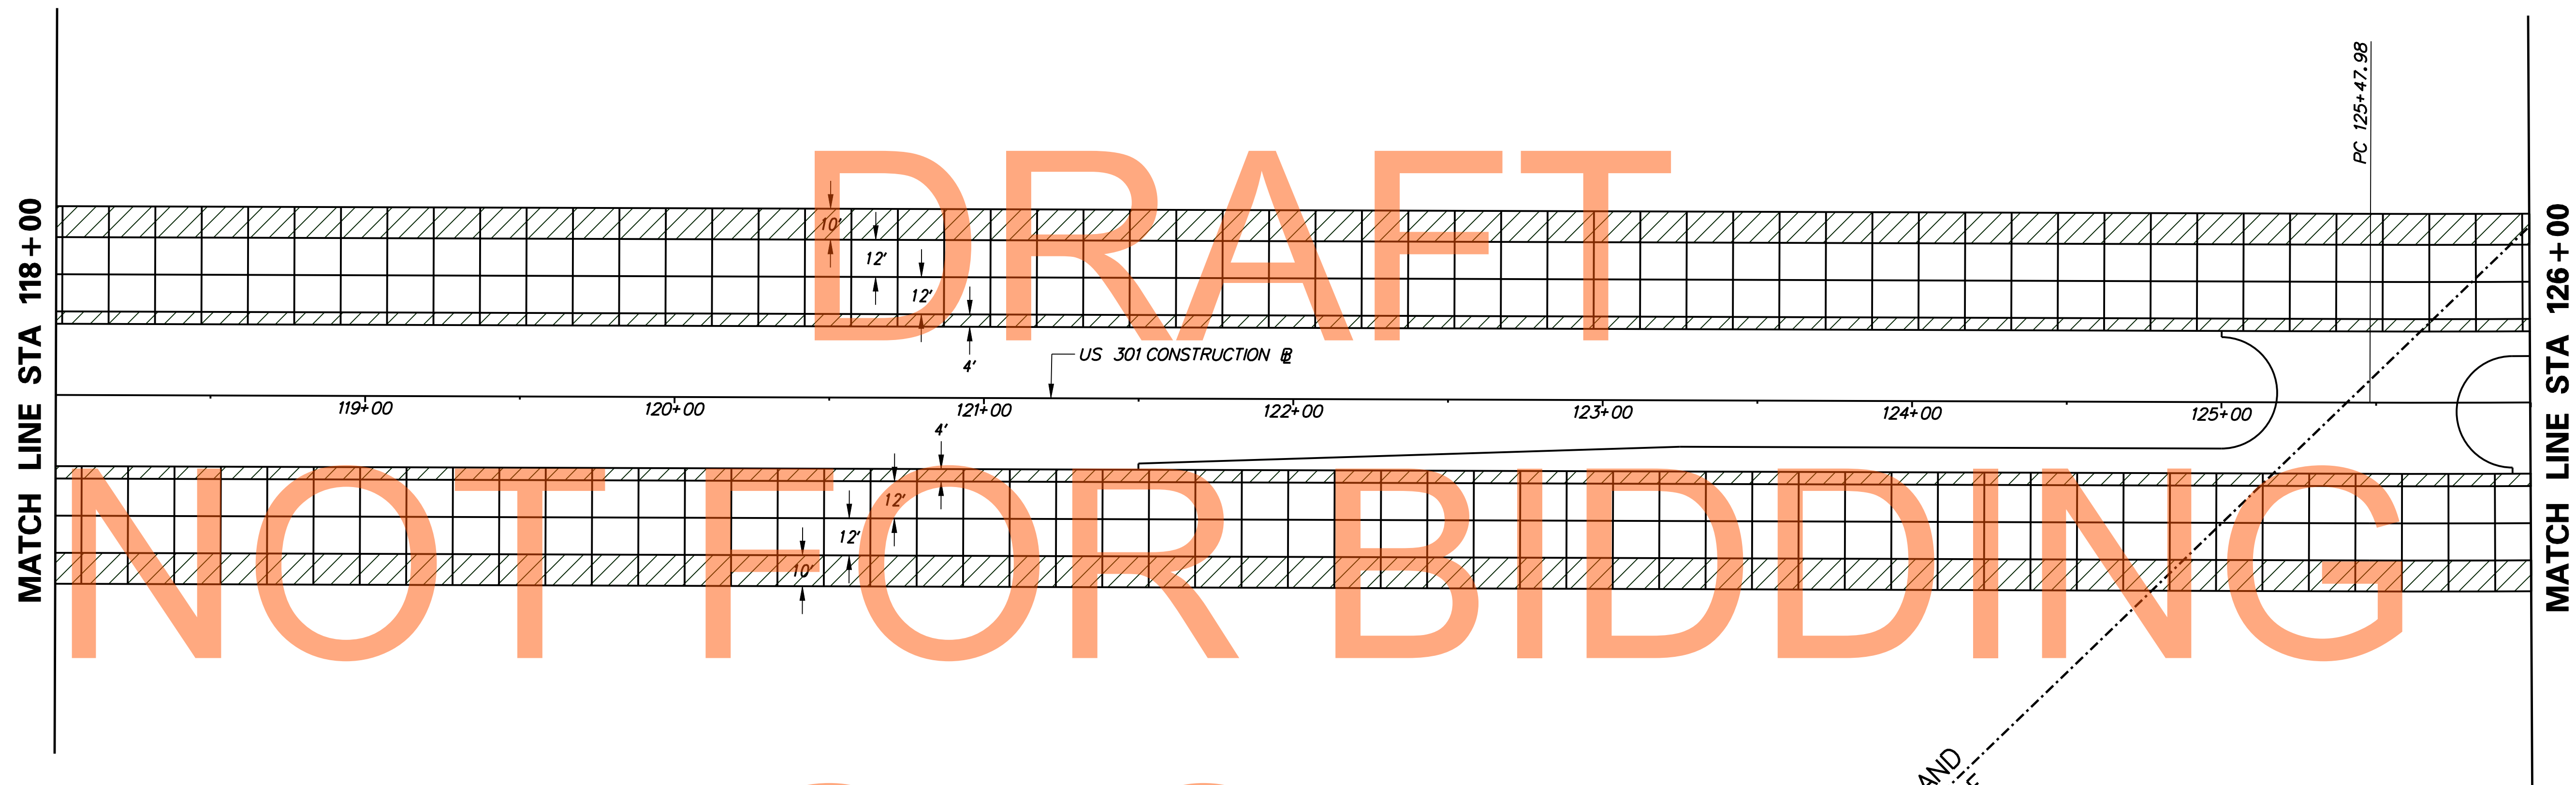 MATCH LINE STA 118+00
DRAFT
PC 125+47.98
MATCH LINE STA 126+00
10'
12'
12'
4'
US 301 CONSTRUCTION BL
119+00
120+00
121+00
122+00
123+00
124+00
125+00
4'
12'
12'
10'
NOT FOR BIDDING
AND